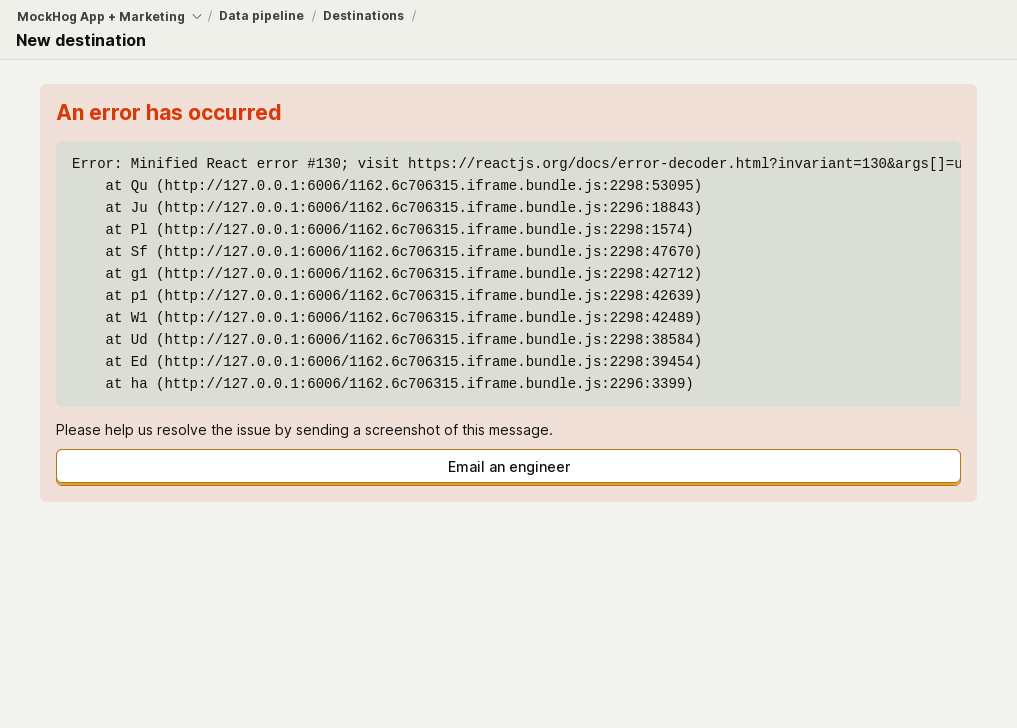 MockHog App + Marketing / Data pipeline / Destinations /
New destination
An error has occurred
Error: Minified React error #130; visit https://reactjs.org/docs/error-decoder.html?invariant=130&args[]=u
at Qu (http://127.0.0.1:6006/1162.6c706315.iframe.bundle.js:2298:53095)
at Ju (http://127.0.0.1:6006/1162.6c706315.iframe.bundle.js:2296:18843)
at Pl (http://127.0.0.1:6006/1162.6c706315.iframe.bundle.js:2298:1574)
at Sf (http://127.0.0.1:6006/1162.6c706315.iframe.bundle.js:2298:47670)
at g1 (http://127.0.0.1:6006/1162.6c706315.iframe.bundle.js:2298:42712)
at p1 (http://127.0.0.1:6006/1162.6c706315.iframe.bundle.js:2298:42639)
at W1 (http://127.0.0.1:6006/1162.6c706315.iframe.bundle.js:2298:42489)
at Ud (http://127.0.0.1:6006/1162.6c706315.iframe.bundle.js:2298:38584)
at Ed (http://127.0.0.1:6006/1162.6c706315.iframe.bundle.js:2298:39454)
at ha (http://127.0.0.1:6006/1162.6c706315.iframe.bundle.js:2296:3399)
Please help us resolve the issue by sending a screenshot of this message.
Email an engineer